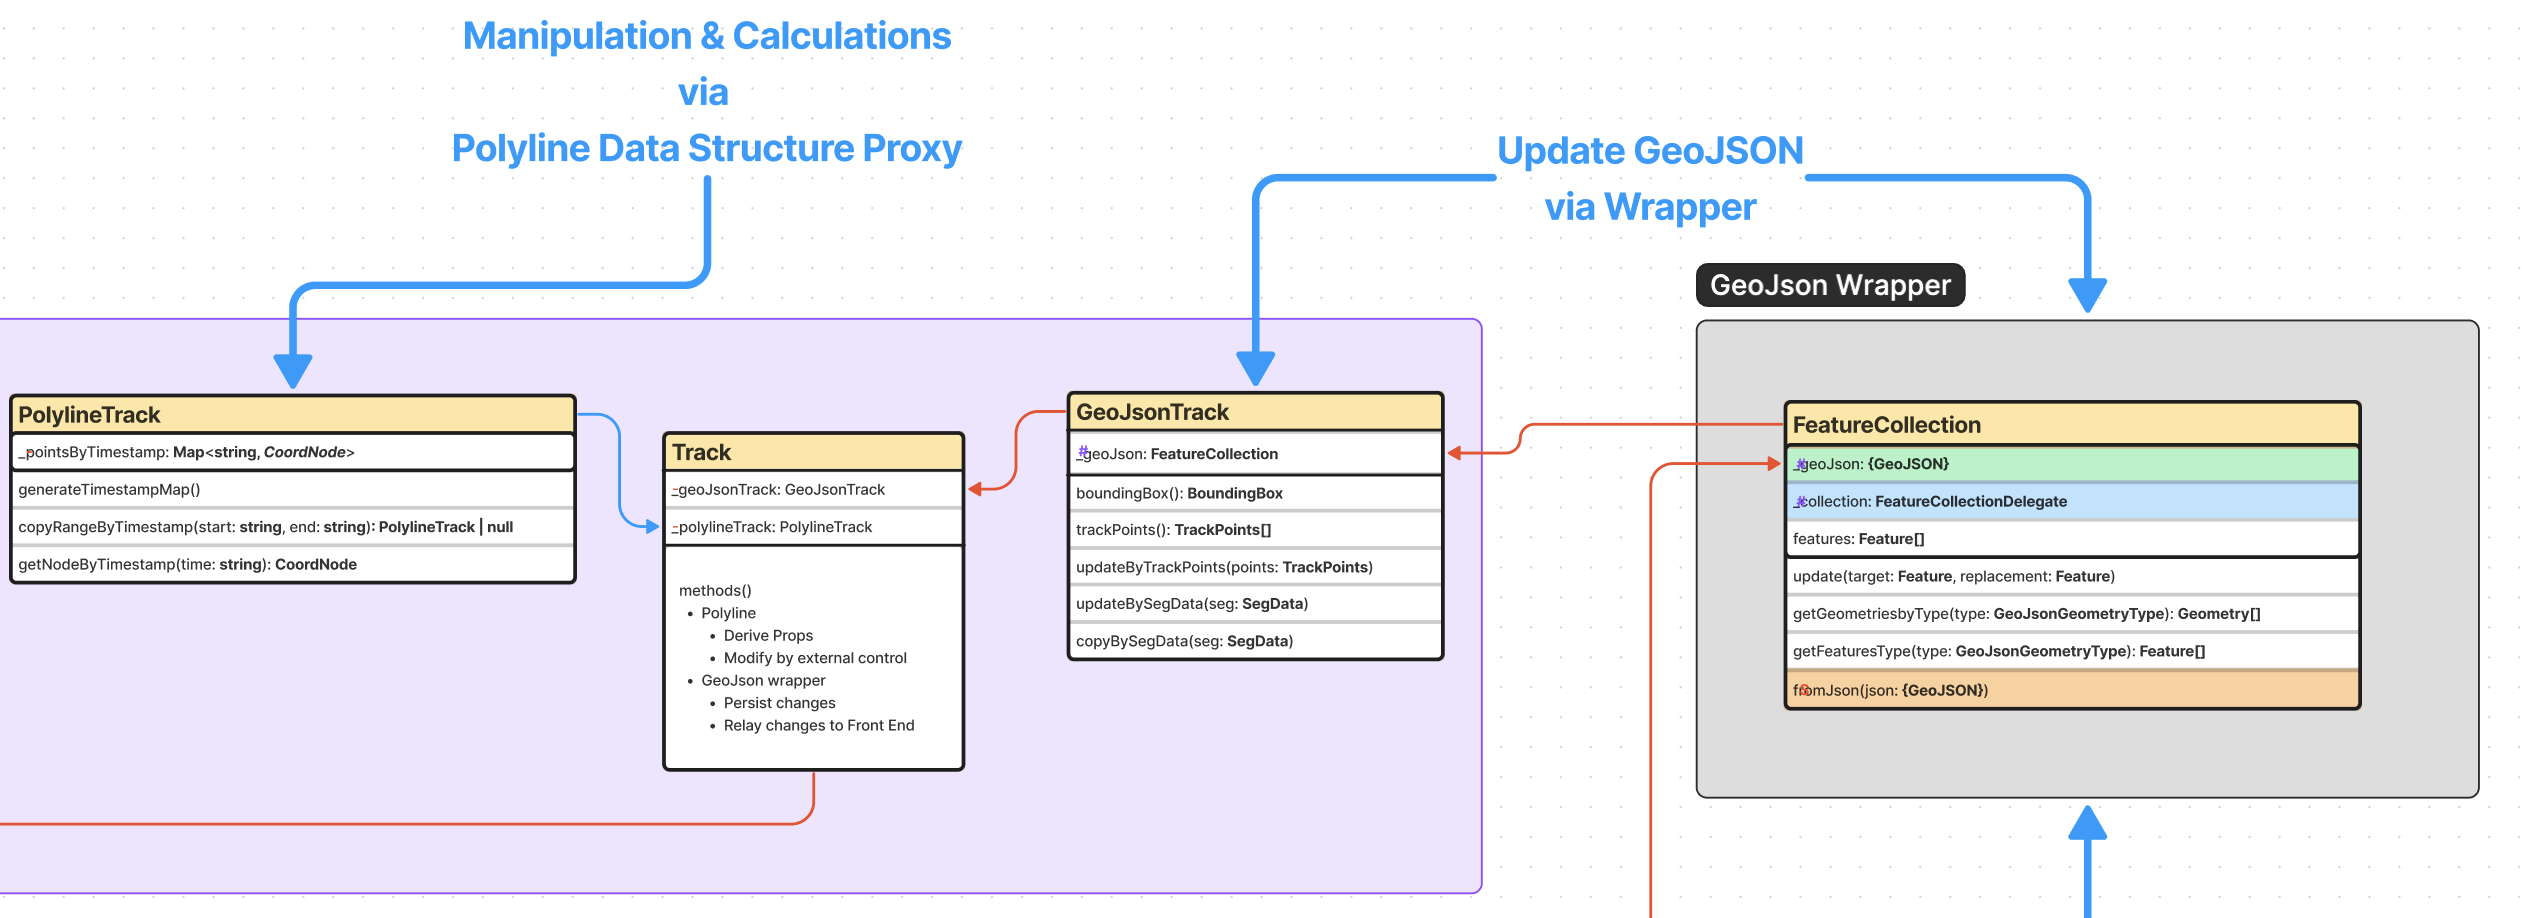 Manipulation & Calculations
via
Polyline Data Structure Proxy
Update GeoJSON
via Wrapper
GeoJson Wrapper
PolylineTrack
- _pointsByTimestamp: Map<string, CoordNode>
generateTimestampMap()
copyRangeByTimestamp(start: string, end: string): PolylineTrack | null
getNodeByTimestamp(time: string): CoordNode
Track
- _geoJsonTrack: GeoJsonTrack
- _polylineTrack: PolylineTrack
methods()
• Polyline
• Derive Props
• Modify by external control
• GeoJson wrapper
• Persist changes
• Relay changes to Front End
GeoJsonTrack
# _geoJson: FeatureCollection
boundingBox(): BoundingBox
trackPoints(): TrackPoints[]
updateByTrackPoints(points: TrackPoints)
updateBySegData(seg: SegData)
copyBySegData(seg: SegData)
FeatureCollection
# _geoJson: {GeoJSON}
# _collection: FeatureCollectionDelegate
features: Feature[]
update(target: Feature, replacement: Feature)
getGeometriesbyType(type: GeoJsonGeometryType): Geometry[]
getFeaturesType(type: GeoJsonGeometryType): Feature[]
fromJson(json: {GeoJSON})